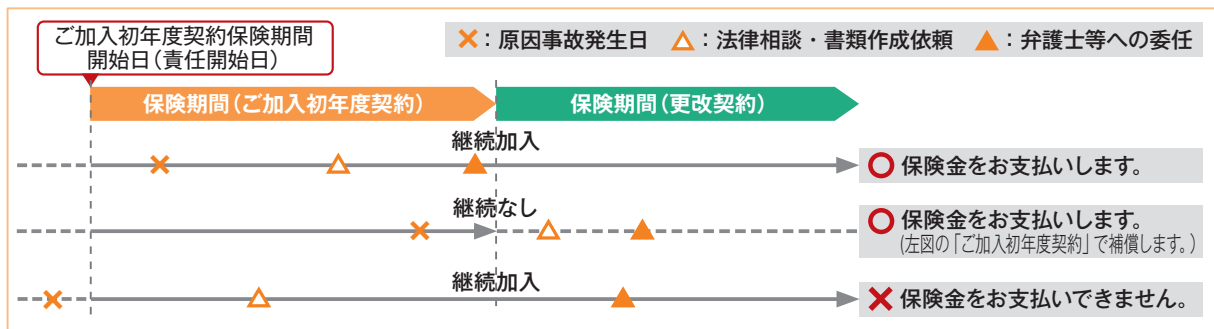 ご加入初年度契約保険期間
開始日(責任開始日)
×:原因事故発生日 △:法律相談・書類作成依頼 ▲:弁護士等への委任
保険期間(ご加入初年度契約)
保険期間(更改契約)
継続加入
○ 保険金をお支払いします。
継続なし
○ 保険金をお支払いします。
(左図の「ご加入初年度契約」で補償します。)
継続加入
× 保険金をお支払いできません。